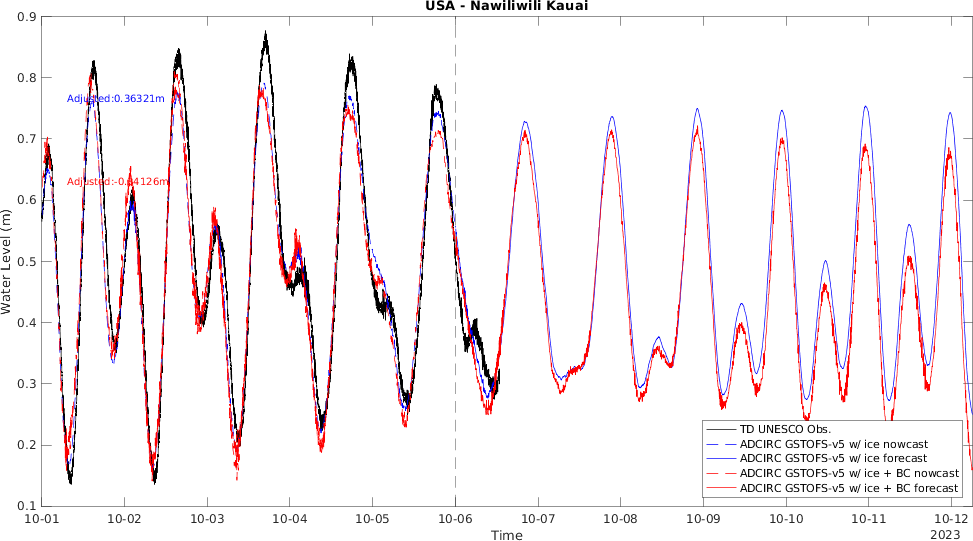 USA - Nawiliwili Kauai
0.9
0.8
0.7
0.6
0.5
0.4
0.3
0.2
0.1
Water Level (m)
Adjusted:0.36321m
TD UNESCO Obs.
ADCIRC GSTOFS-v5 w/ ice nowcast
ADCIRC GSTOFS-v5 w/ ice forecast
ADCIRC GSTOFS-v5 w/ ice + BC nowcast
ADCIRC GSTOFS-v5 w/ ice + BC forecast
10-01 10-02 10-03 10-04 10-05 10-06 10-07 10-08 10-09 10-10 10-11 10-12
Time
2023